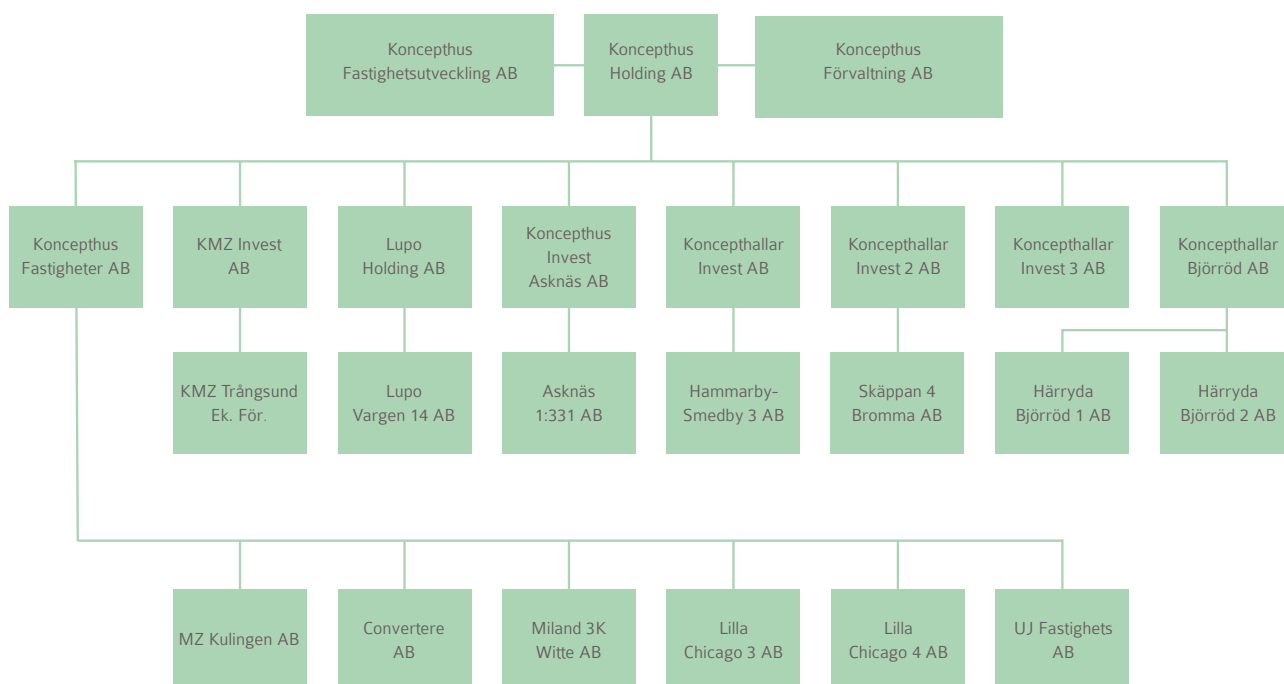 Koncepthus
Fastighetsutveckling AB
Koncepthus
Holding AB
Koncepthus
Förvaltning AB
Koncepthus
Fastigheter AB
KMZ Invest
AB
Lupo
Holding AB
Koncepthus
Invest
Asknäs AB
Koncepthallar
Invest AB
Koncepthallar
Invest 2 AB
Koncepthallar
Invest 3 AB
Koncepthallar
Björröd AB
KMZ Trångsund
Ek. För.
Lupo
Vargen 14 AB
Asknäs
1:331 AB
Hammarby-
Smedby 3 AB
Skäppan 4
Bromma AB
Härryda
Björröd 1 AB
Härryda
Björröd 2 AB
MZ Kulingen AB
Convertere
AB
Miland 3K
Witte AB
Lilla
Chicago 3 AB
Lilla
Chicago 4 AB
UJ Fastighets
AB